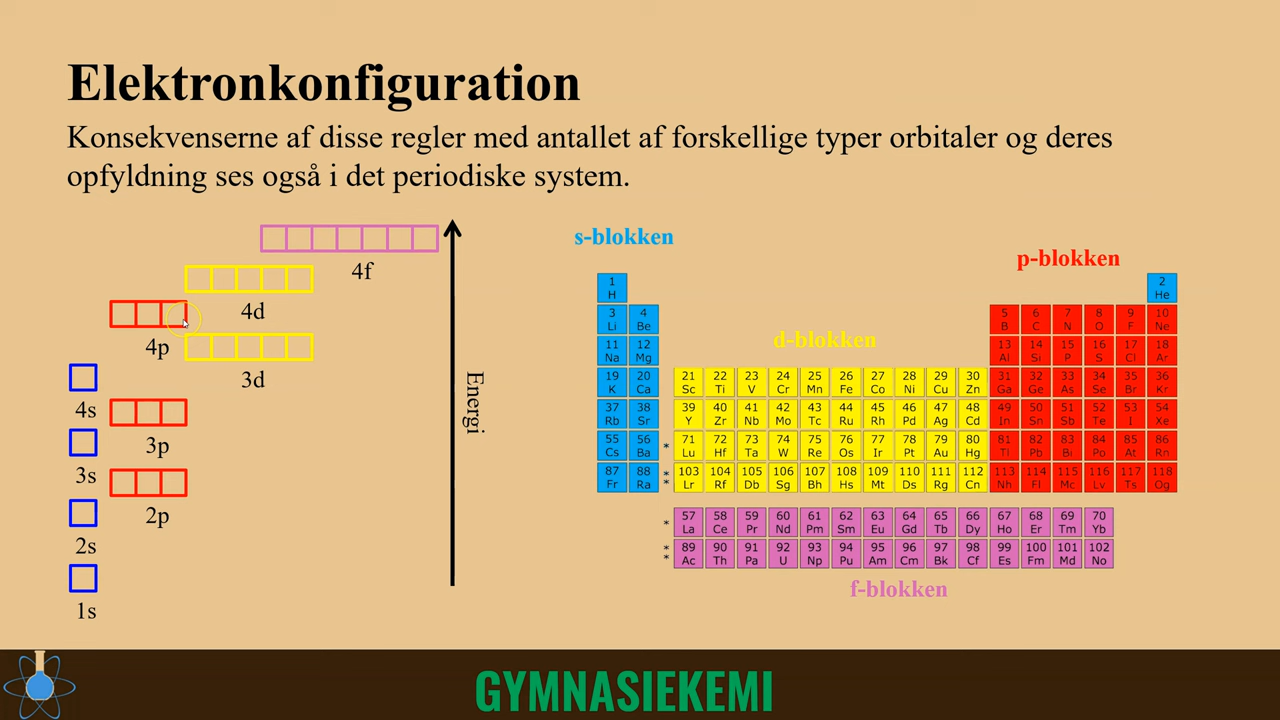 Elektronkonfiguration
Konsekvenserne af disse regler med antallet af forskellige typer orbitaler og deres
opfyldning ses også i det periodiske system.
4f
4d
4p
3d
4s
3p
3s
2p
2s
1s
Energi
s-blokken
p-blokken
d-blokken
1 2
H He
3 4 5 6 7 8 9 10
Li Be B C N O F Ne
11 12 13 14 15 16 17 18
Na Mg Al Si P S Cl Ar
19 20 21 22 23 24 25 26 27 28 29 30 31 32 33 34 35 36
K Ca Sc Ti V Cr Mn Fe Co Ni Cu Zn Ga Ge As Se Br Kr
37 38 39 40 41 42 43 44 45 46 47 48 49 50 51 52 53 54
Rb Sr Y Zr Nb Mo Tc Ru Rh Pd Ag Cd In Sn Sb Te I Xe
55 56 * 71 72 73 74 75 76 77 78 79 80 81 82 83 84 85 86
Cs Ba Lu Hf Ta W Re Os Ir Pt Au Hg Tl Pb Bi Po At Rn
87 88 * * 103 104 105 106 107 108 109 110 111 112 113 114 115 116 117 118
Fr Ra Lr Rf Db Sg Bh Hs Mt Ds Rg Cn Nh Fl Mc Lv Ts Og
* 57 58 59 60 61 62 63 64 65 66 67 68 69 70
La Ce Pr Nd Pm Sm Eu Gd Tb Dy Ho Er Tm Yb
* * 89 90 91 92 93 94 95 96 97 98 99 100 101 102
Ac Th Pa U Np Pu Am Cm Bk Cf Es Fm Md No
f-blokken
GYMNASIEKEMI